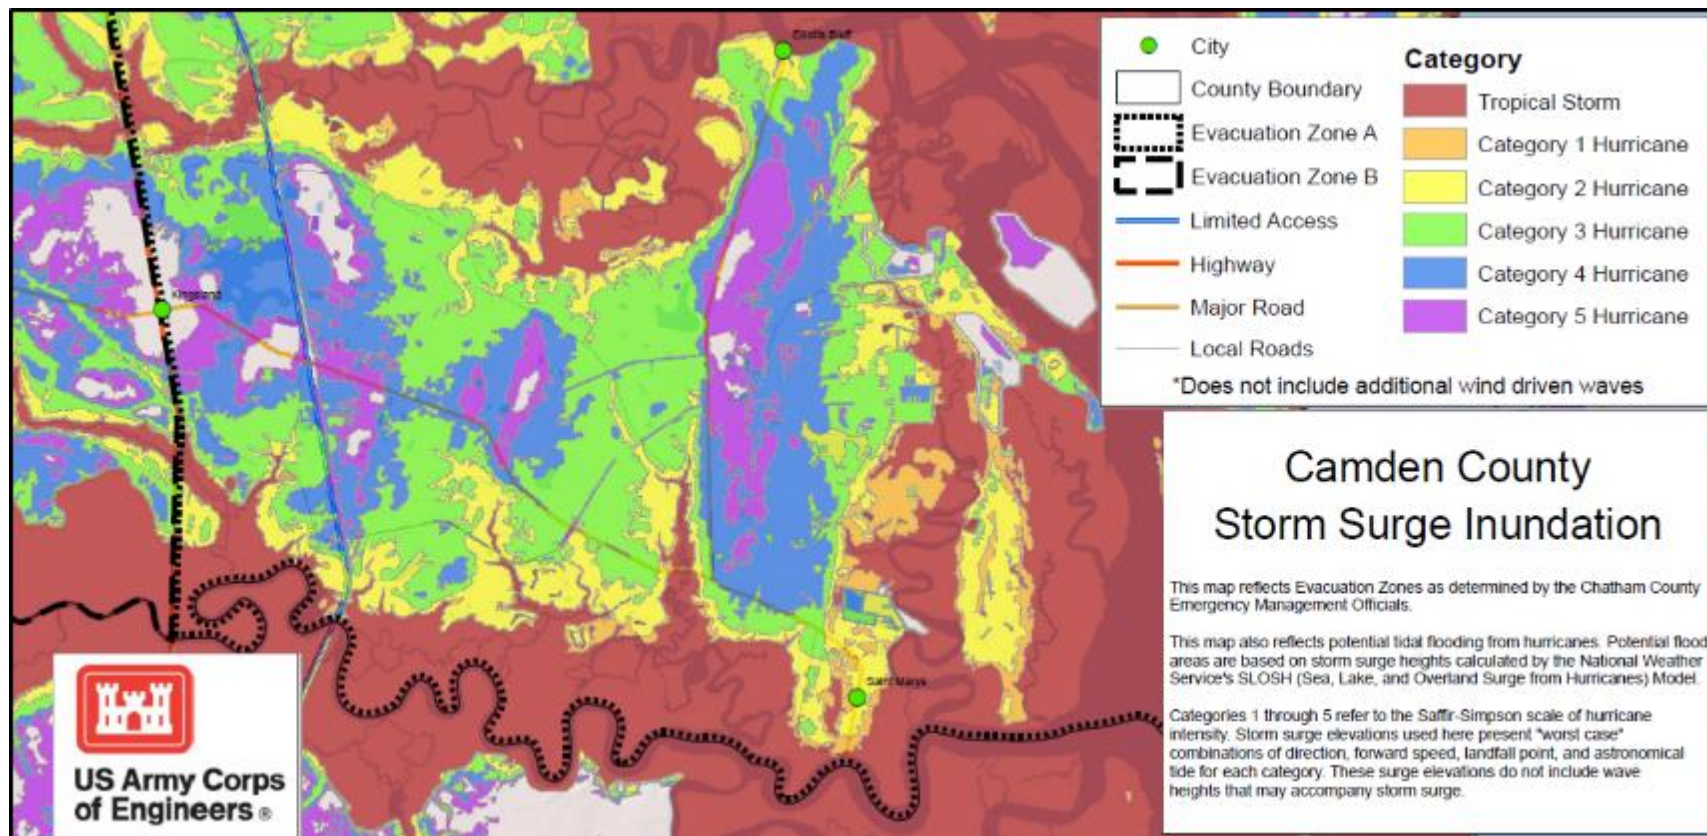 Kingsland
Saint Marys
City
County Boundary
Evacuation Zone A
Evacuation Zone B
Limited Access
Highway
Major Road
Local Roads
Category
Tropical Storm
Category 1 Hurricane
Category 2 Hurricane
Category 3 Hurricane
Category 4 Hurricane
Category 5 Hurricane
*Does not include additional wind driven waves
Camden County
Storm Surge Inundation
This map reflects Evacuation Zones as determined by the Chatham County
Emergency Management Officials.
This map also reflects potential tidal flooding from hurricanes. Potential flood
areas are based on storm surge heights calculated by the National Weather
Service's SLOSH (Sea, Lake, and Overland Surge from Hurricanes) Model.
Categories 1 through 5 refer to the Saffir-Simpson scale of hurricane
intensity. Storm surge elevations used here present "worst case"
combinations of direction, forward speed, landfall point, and astronomical
tide for each category. These surge elevations do not include wave
heights that may accompany storm surge.
US Army Corps
of Engineers ®